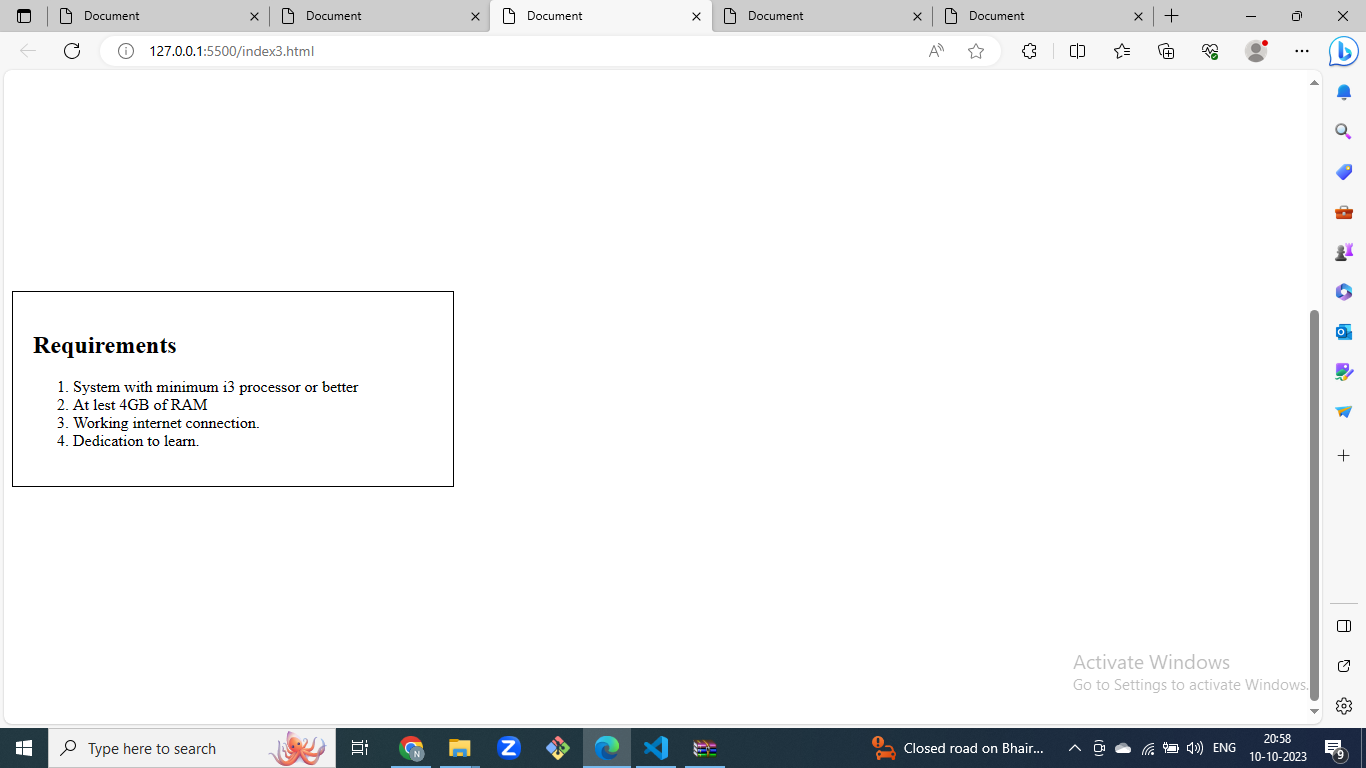 Document
Document
Document
Document
Document
127.0.0.1:5500/index3.html
Requirements
1. System with minimum i3 processor or better
2. At lest 4GB of RAM
3. Working internet connection.
4. Dedication to learn.
Activate Windows
Go to Settings to activate Windows.
Type here to search
Closed road on Bhair...
ENG
20:58
10-10-2023
9